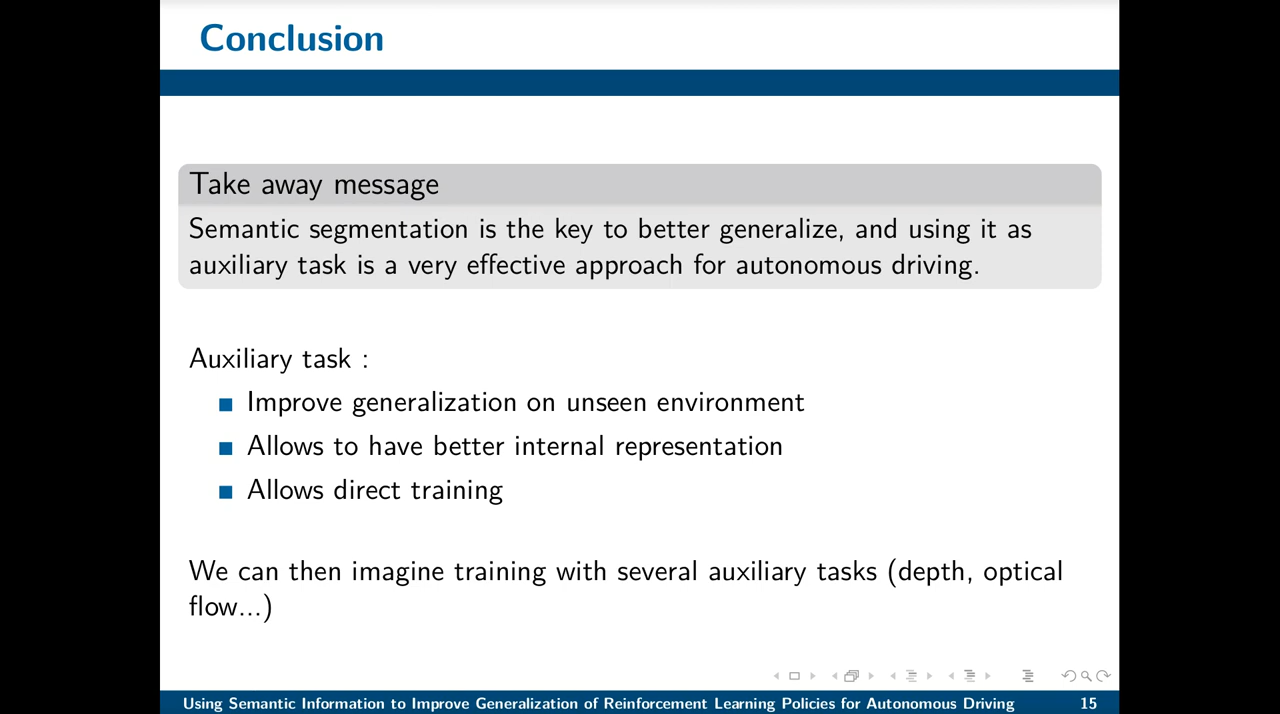 Conclusion
Take away message
Semantic segmentation is the key to better generalize, and using it as
auxiliary task is a very effective approach for autonomous driving.
Auxiliary task :
Improve generalization on unseen environment
Allows to have better internal representation
Allows direct training
We can then imagine training with several auxiliary tasks (depth, optical
flow...)
Using Semantic Information to Improve Generalization of Reinforcement Learning Policies for Autonomous Driving 15